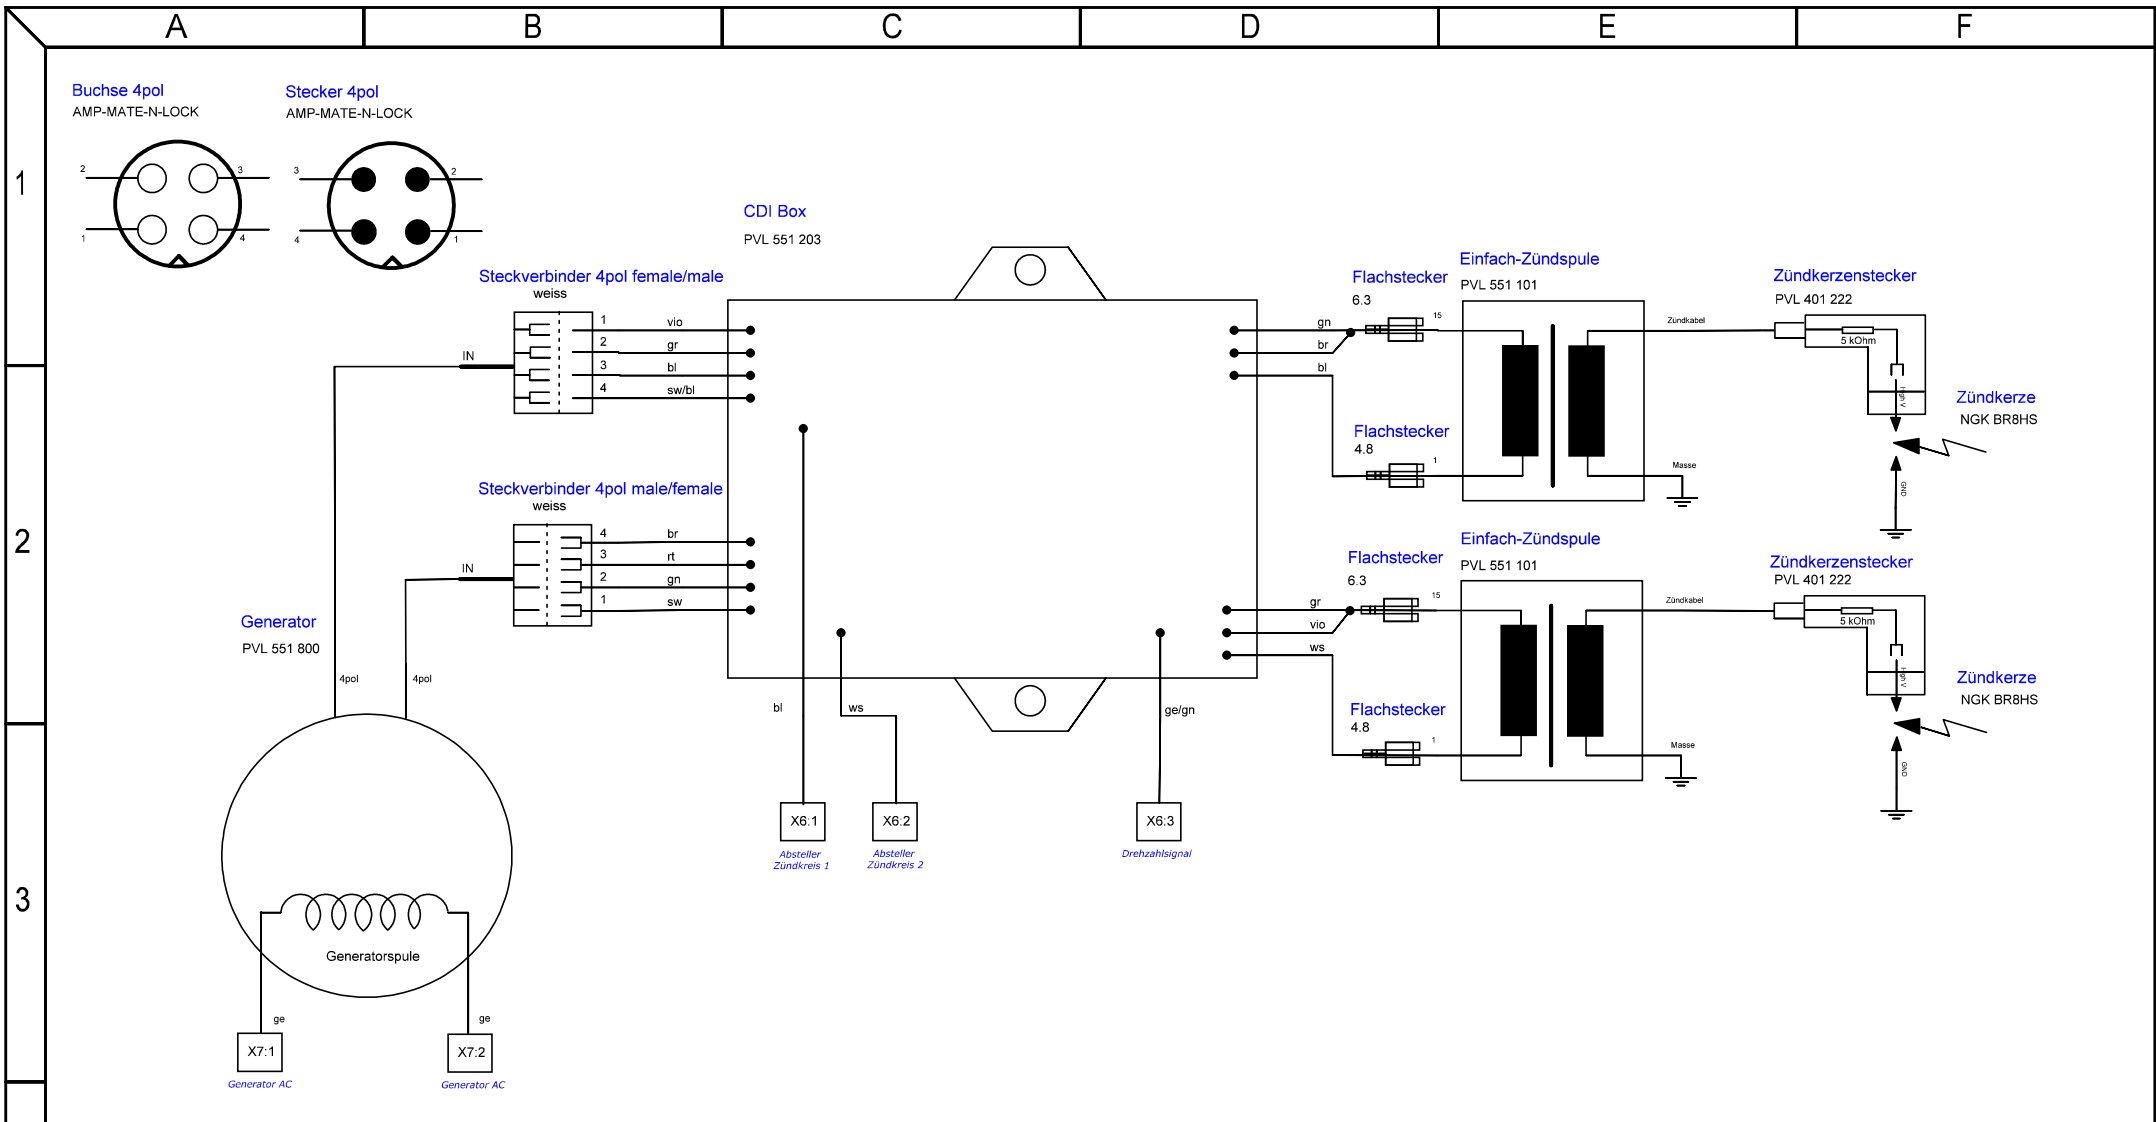 A
B
C
D
E
F
1
2
3
Buchse 4pol
AMP-MATE-N-LOCK
2
3
1
4
Stecker 4pol
AMP-MATE-N-LOCK
3
2
4
1
Steckverbinder 4pol female/male
weiss
IN
1
vio
2
gr
3
bl
4
sw/bl
Steckverbinder 4pol male/female
weiss
IN
4
br
3
rt
2
gn
1
sw
CDI Box
PVL 551 203
gn
br
bl
gr
vio
ws
bl
ws
ge/gn
X6:1
Absteller
Zündkreis 1
X6:2
Absteller
Zündkreis 2
X6:3
Drehzahlsignal
Flachstecker
6.3
15
Flachstecker
4.8
1
Einfach-Zündspule
PVL 551 101
Zündkabel
Masse
Zündkerzenstecker
PVL 401 222
5 kOhm
High V
Zündkerze
NGK BR8HS
GND
Flachstecker
6.3
15
Flachstecker
4.8
1
Einfach-Zündspule
PVL 551 101
Zündkabel
Masse
Zündkerzenstecker
PVL 401 222
5 kOhm
High V
Zündkerze
NGK BR8HS
GND
Generator
PVL 551 800
4pol
4pol
Generatorspule
ge
ge
X7:1
Generator AC
X7:2
Generator AC